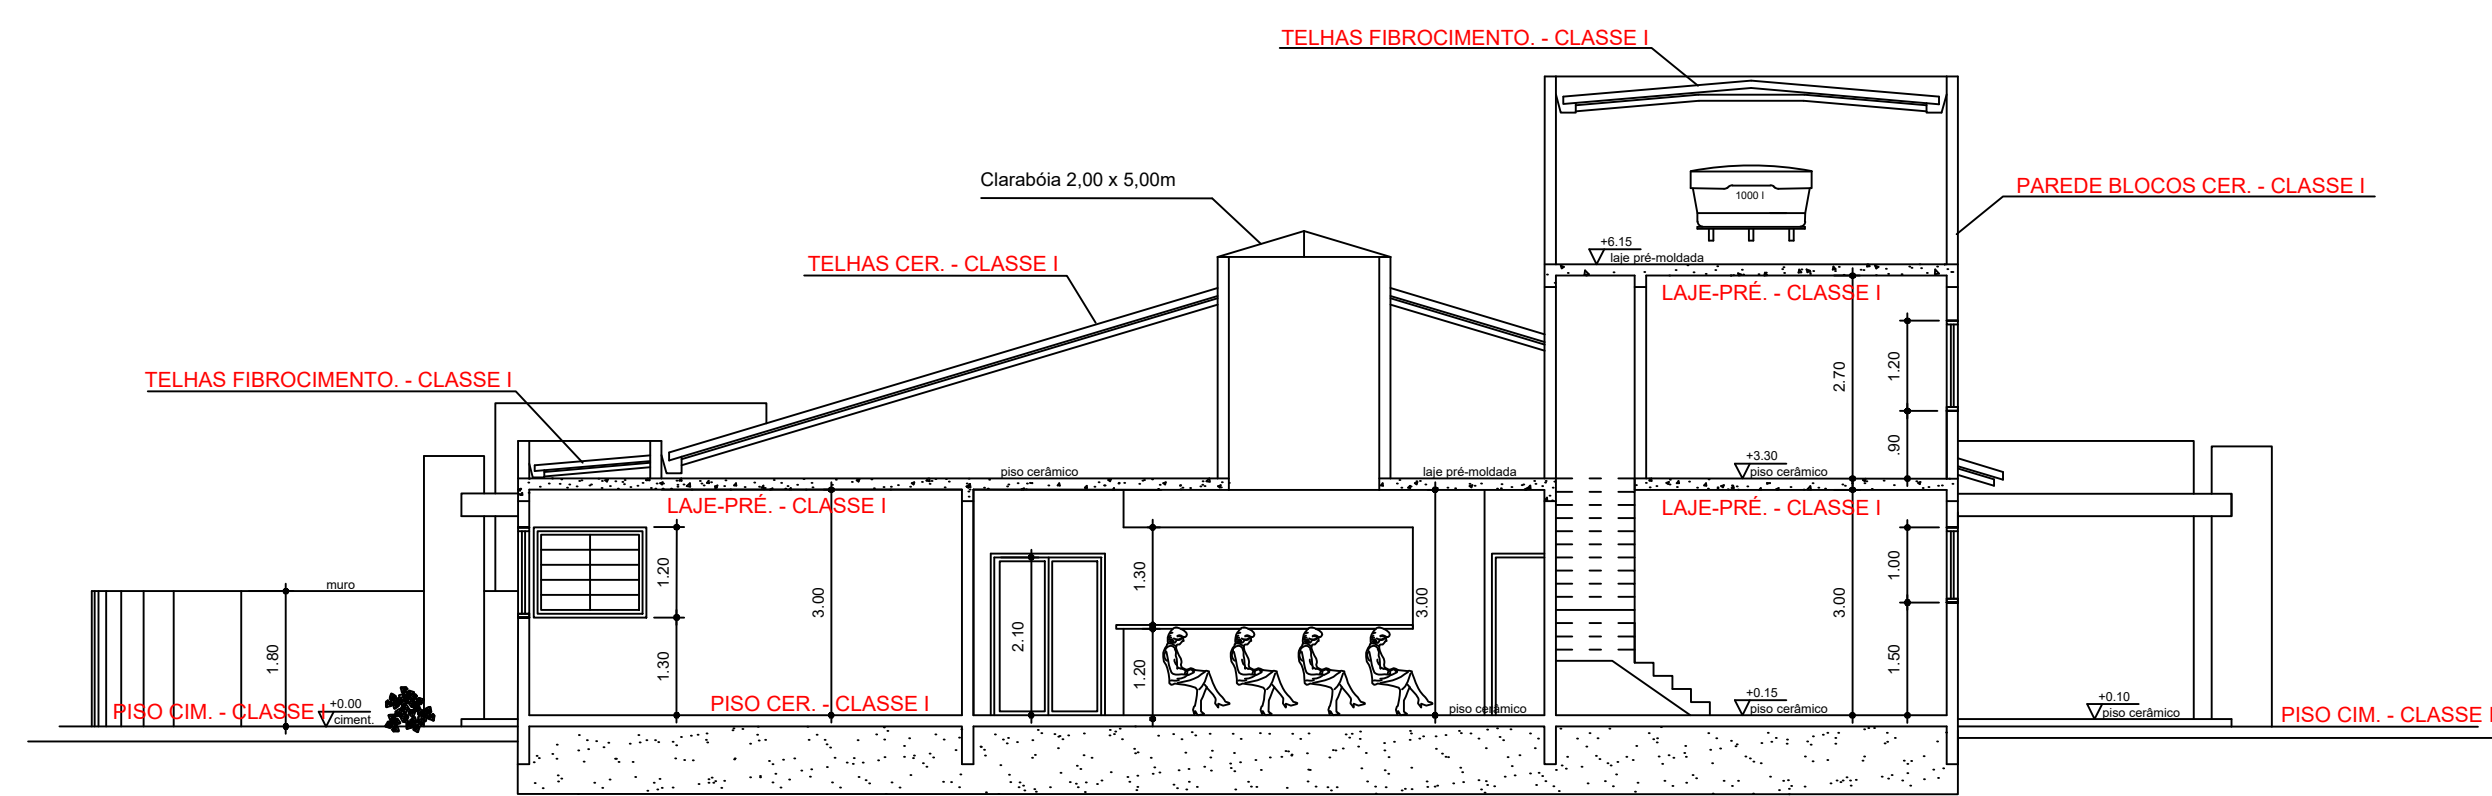 TELHAS FIBROCIMENTO. - CLASSE I
Clarabóia 2,00 x 5,00m
PAREDE BLOCOS CER. - CLASSE I
1000 l
+6.15
laje pré-moldada
TELHAS CER. - CLASSE I
LAJE-PRÉ. - CLASSE I
2.70
1.20
.90
TELHAS FIBROCIMENTO. - CLASSE I
piso cerâmico
laje pré-moldada
+3.30
piso cerâmico
LAJE-PRÉ. - CLASSE I
LAJE-PRÉ. - CLASSE I
1.20
1.30
3.00
2.10
1.30
1.20
3.00
3.00
1.00
1.50
muro
1.80
PISO CIM. - CLASSE I
+0.00
ciment.
PISO CER. - CLASSE I
piso cerâmico
+0.15
piso cerâmico
+0.10
piso cerâmico
PISO CIM. - CLASSE I